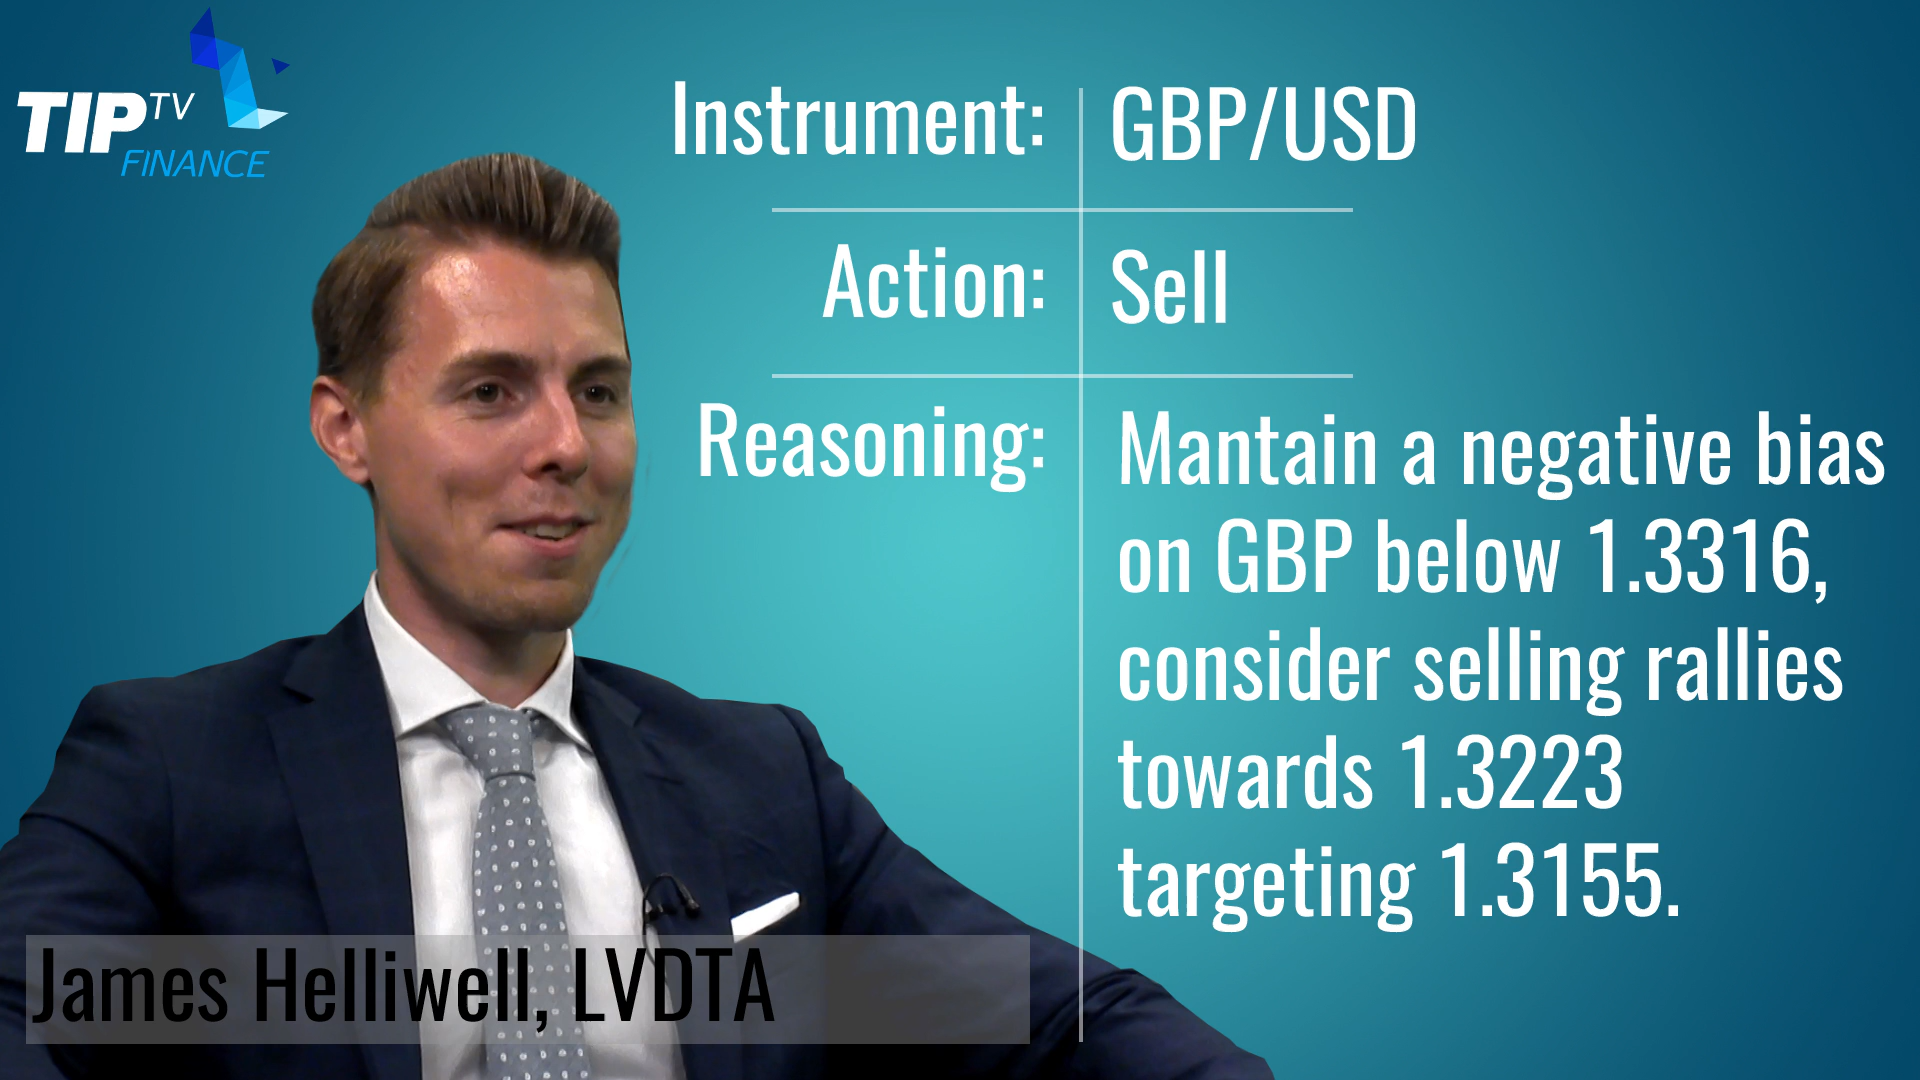 TIP TV
FINANCE
Instrument: GBP/USD
Action: Sell
Reasoning: Mantain a negative bias
on GBP below 1.3316,
consider selling rallies
towards 1.3223
targeting 1.3155.
James Helliwell, LVDTA